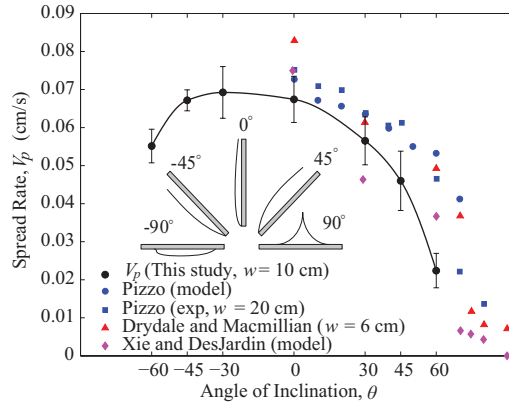 0.09
0.08
0.07
0.06
0.05
0.04
0.03
0.02
0.01
0
Spread Rate, Vp (cm/s)
0°
-45°
45°
-90°
90°
Vp (This study, w= 10 cm)
Pizzo (model)
Pizzo (exp, w = 20 cm)
Drydale and Macmillian (w = 6 cm)
Xie and DesJardin (model)
−60 −45 −30 0 30 45 60
Angle of Inclination, θ